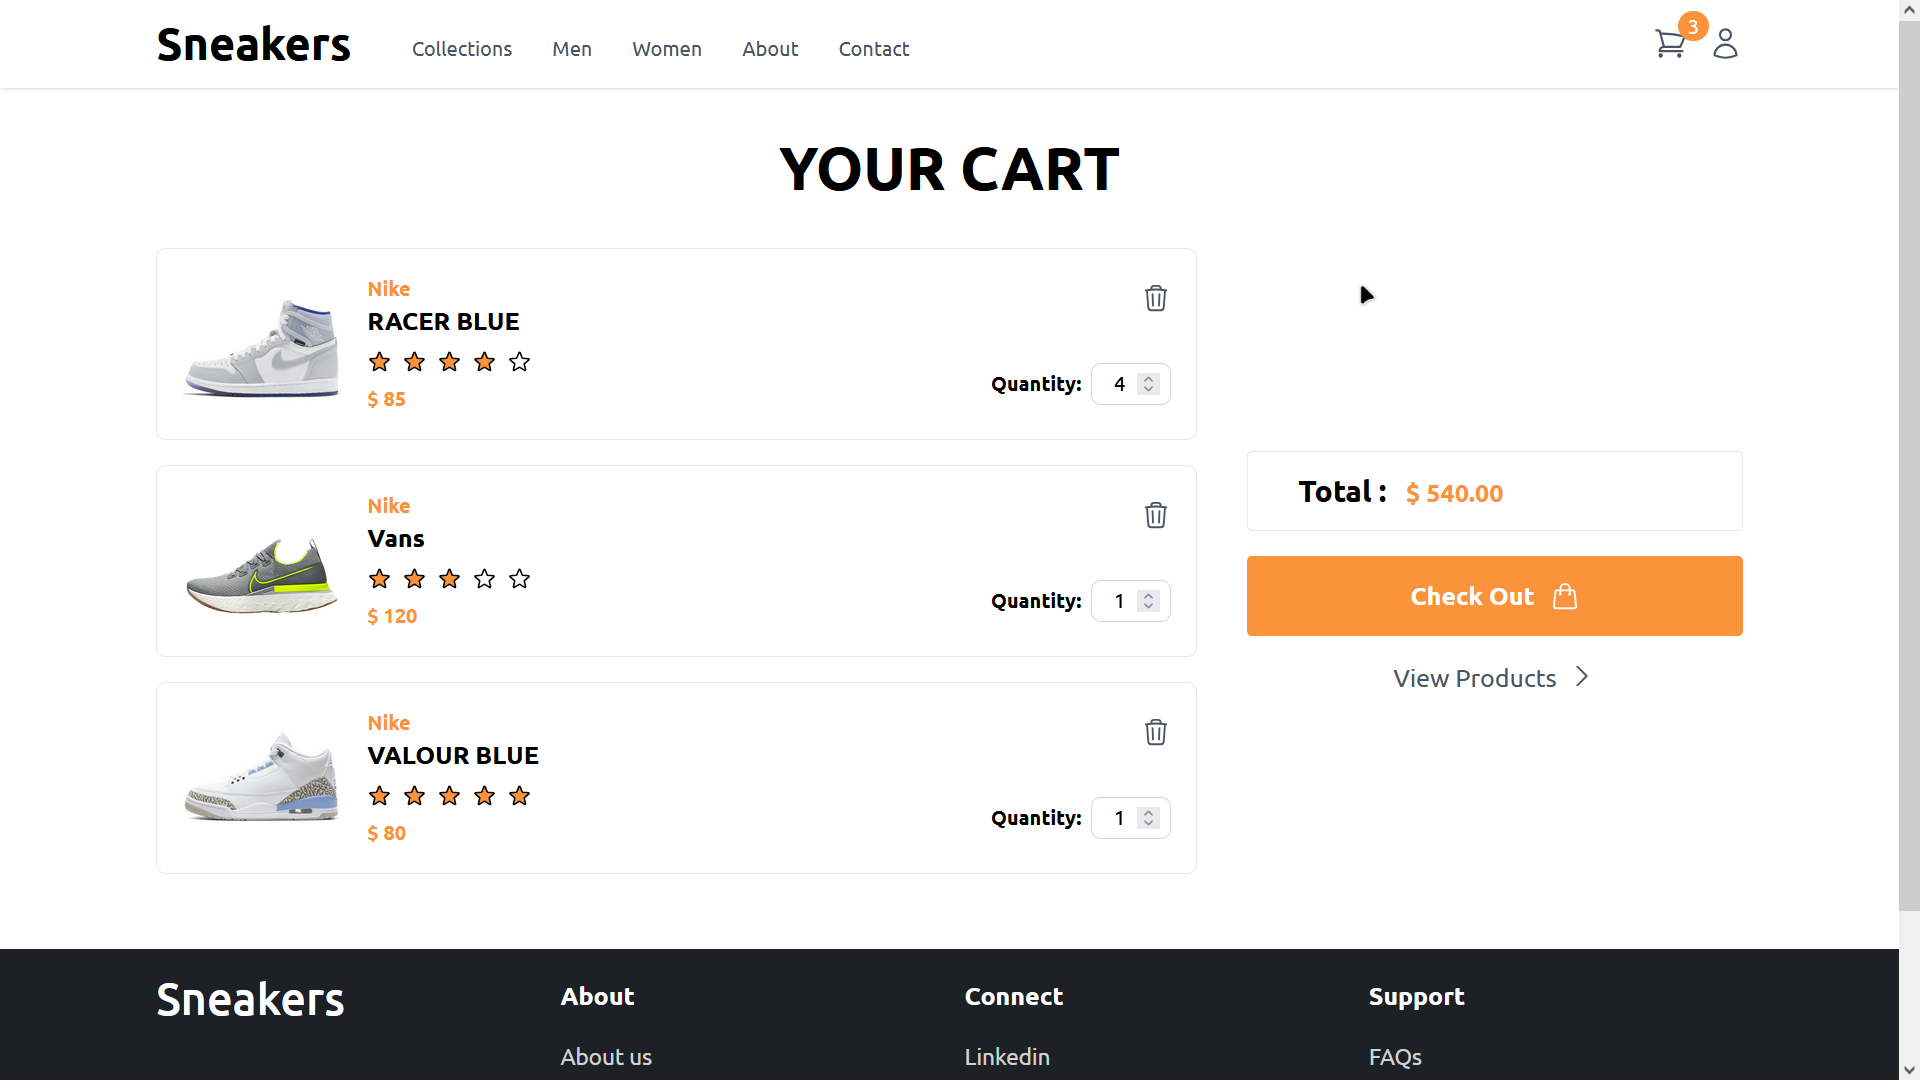 Sneakers
Collections
Men
Women
About
Contact
3
YOUR CART
Nike
RACER BLUE
$ 85
Quantity: 4
Nike
Vans
$ 120
Quantity: 1
Nike
VALOUR BLUE
$ 80
Quantity: 1
Total : $ 540.00
Check Out
View Products
Sneakers
About
Connect
Support
About us
Linkedin
FAQs